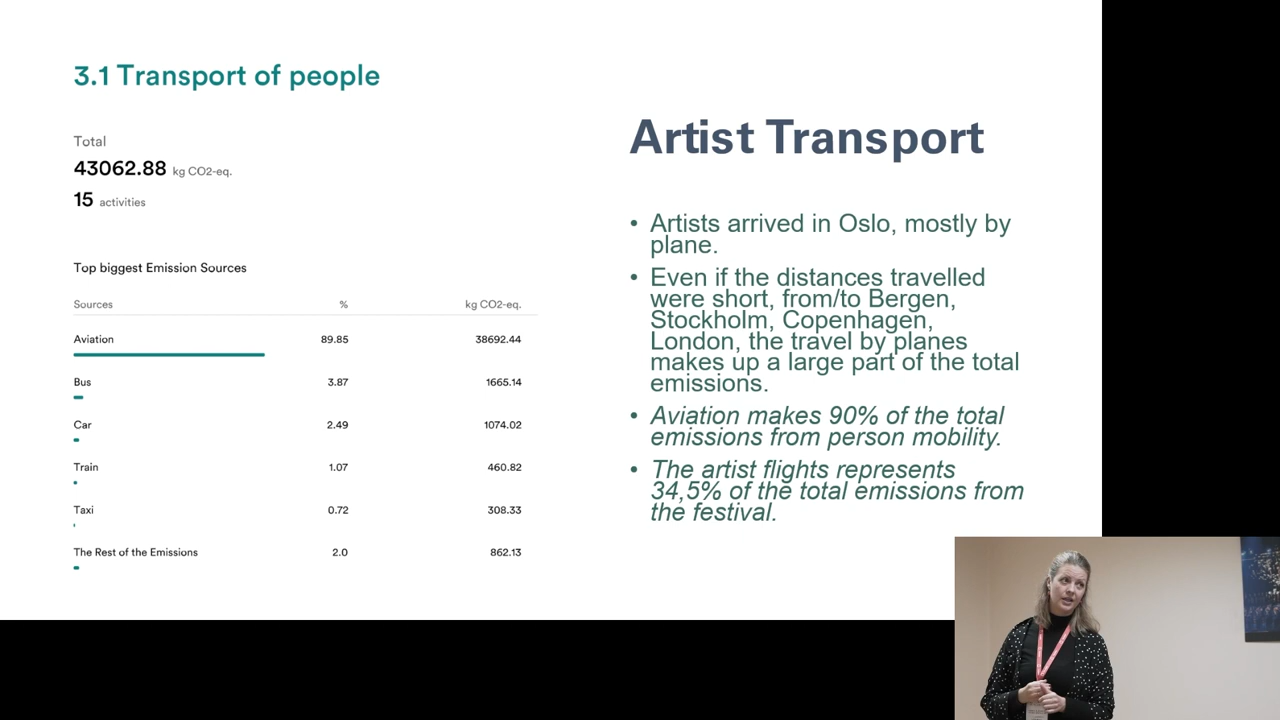 3.1 Transport of people
Total
43062.88 kg CO2-eq.
15 activities
Top biggest Emission Sources
Sources % kg CO2-eq.
Aviation 89.85 38692.44
Bus 3.87 1665.14
Car 2.49 1074.02
Train 1.07 460.82
Taxi 0.72 308.33
The Rest of the Emissions 2.0 862.13
Artist Transport
• Artists arrived in Oslo, mostly by
plane.
• Even if the distances travelled
were short, from/to Bergen,
Stockholm, Copenhagen,
London, the travel by planes
makes up a large part of the total
emissions.
• Aviation makes 90% of the total
emissions from person mobility.
• The artist flights represents
34,5% of the total emissions from
the festival.